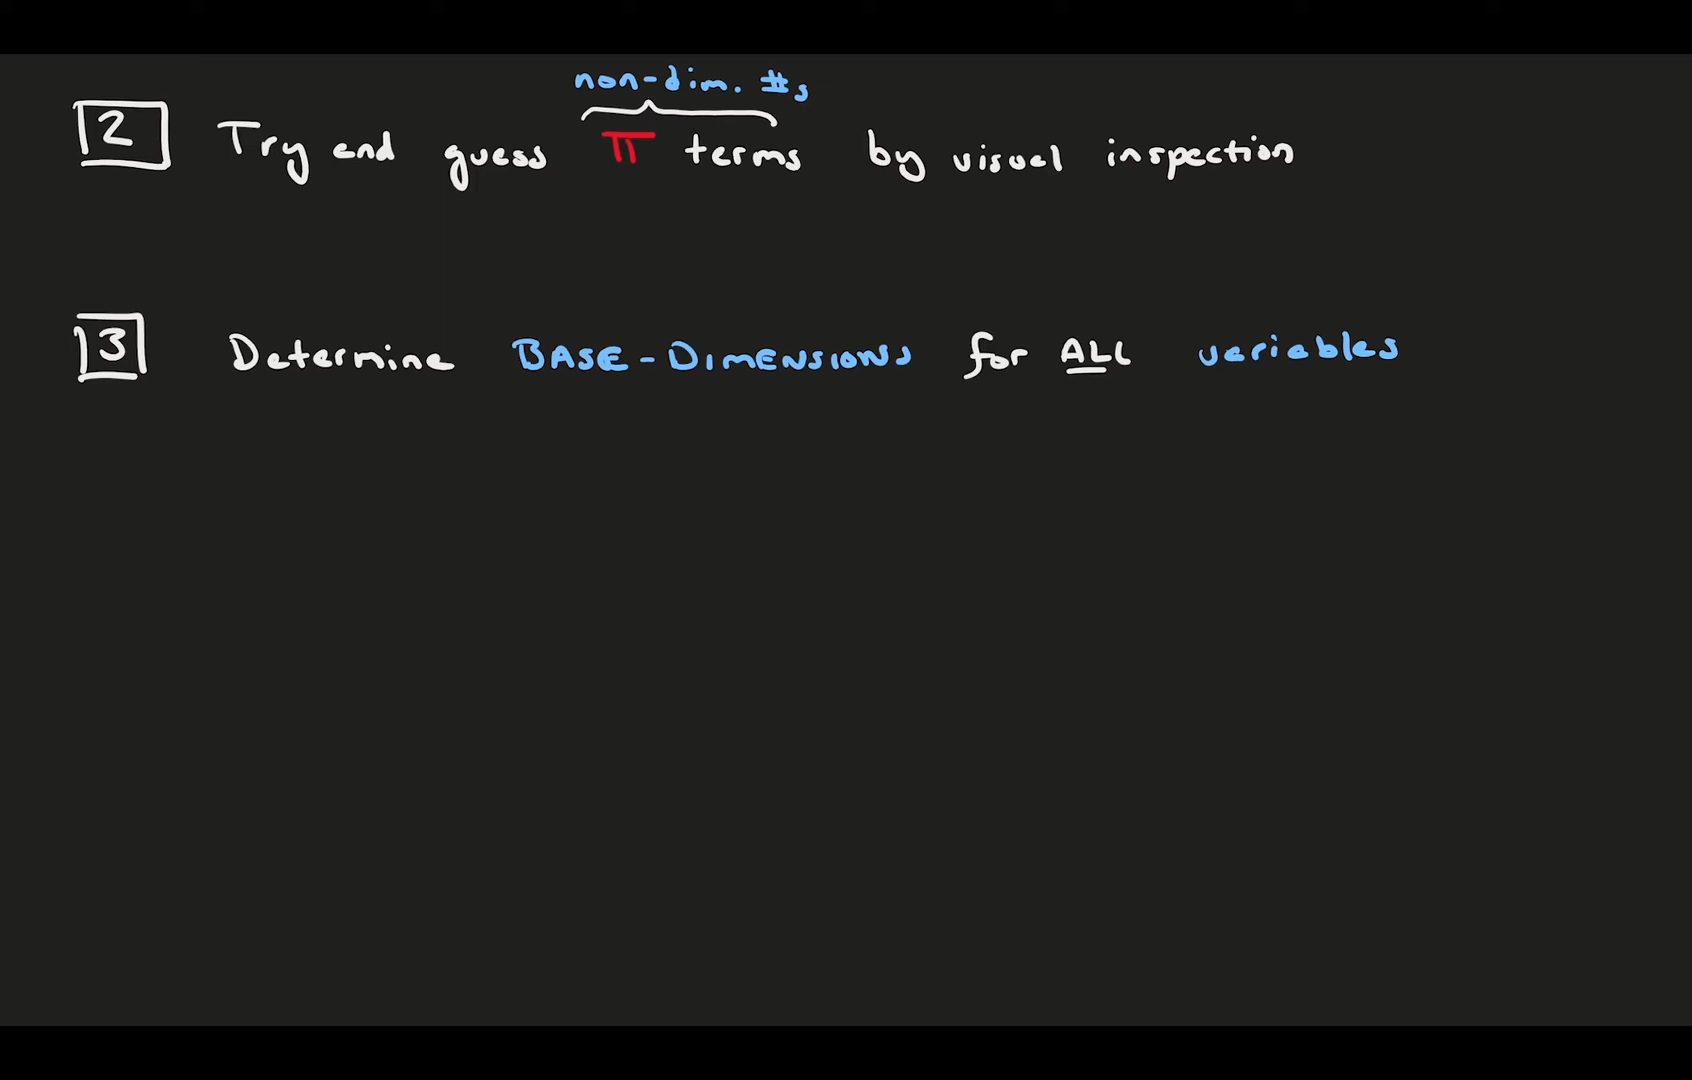 non-dim. #s
2 Try and guess π terms by visual inspection
3 Determine BASE-DIMENSIONS for ALL variables